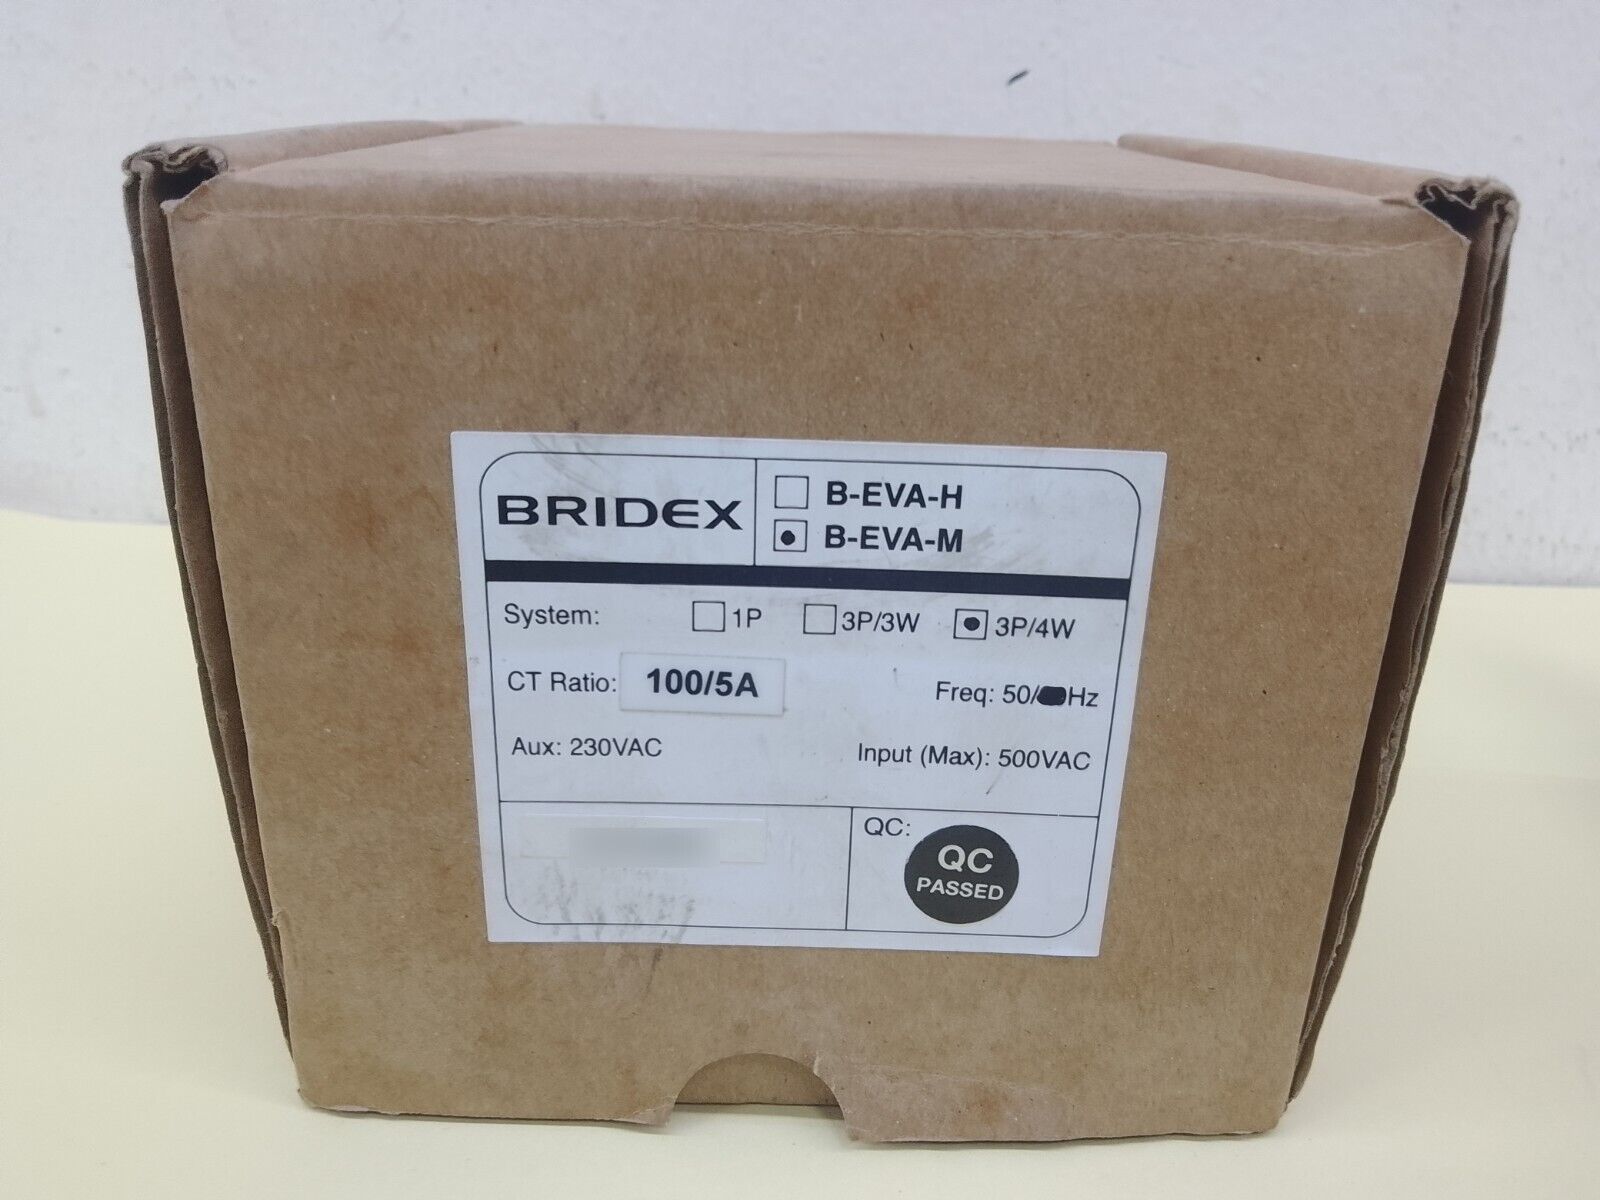 BRIDEX
B-EVA-H
B-EVA-M
System: 1P 3P/3W 3P/4W
CT Ratio: 100/5A
Freq: 50/ Hz
Aux: 230VAC
Input (Max): 500VAC
QC:
QC
PASSED